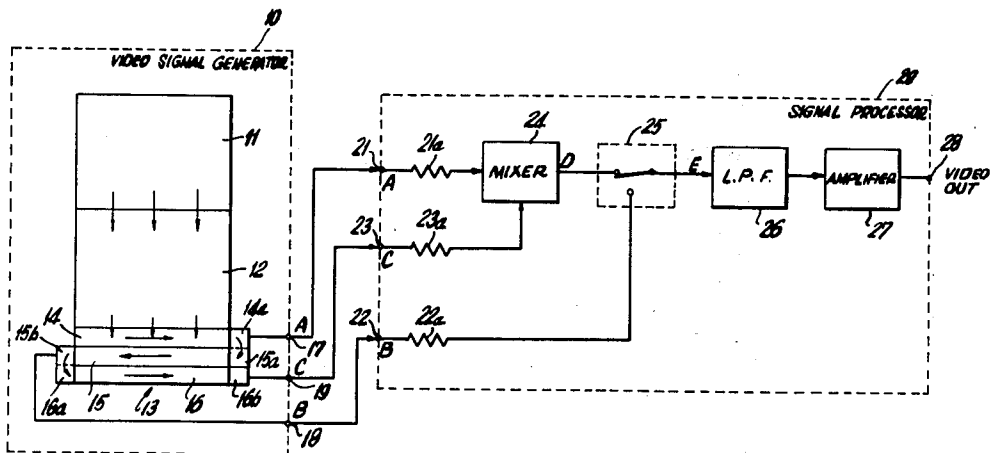 10
VIDEO SIGNAL GENERATOR
11
12
14
14a
15b
15a
16a
15
13
16
16b
A
17
C
19
B
18
29
SIGNAL PROCESSOR
21
A
21a
24
MIXER
D
25
E
L.P.F.
26
AMPLIFIER
27
28
VIDEO
OUT
23
C
23a
22
B
22a